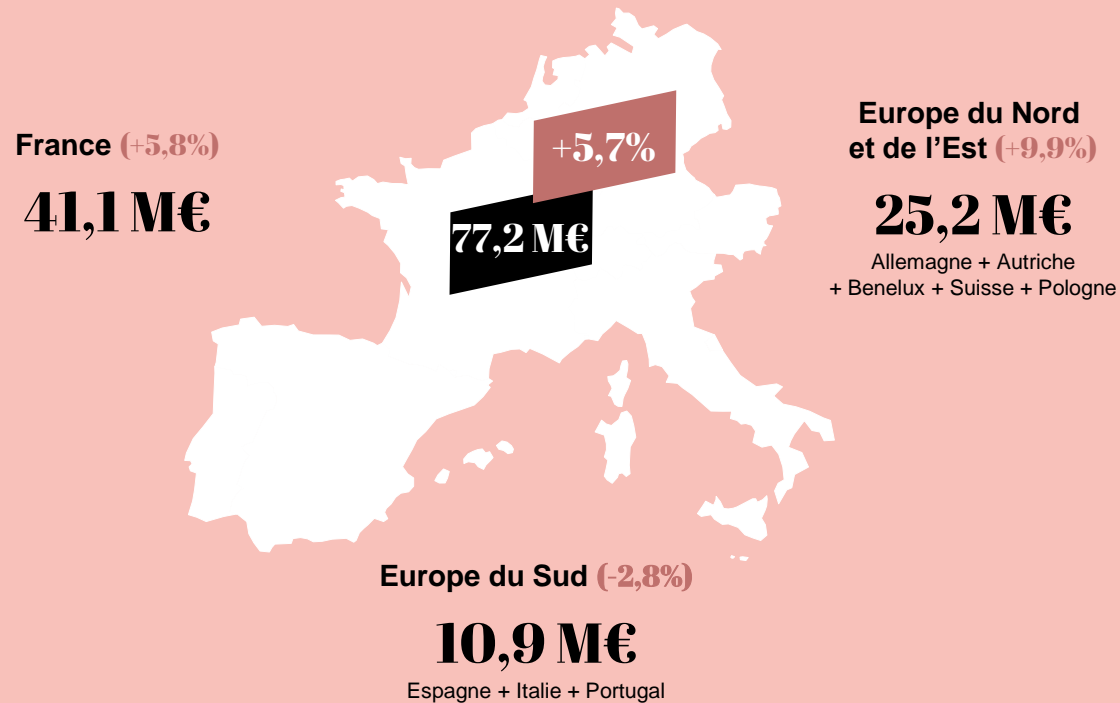 France (+5,8%)
41,1 M€
+5,7%
77,2 M€
Europe du Nord
et de l’Est (+9,9%)
25,2 M€
Allemagne + Autriche
+ Benelux + Suisse + Pologne
Europe du Sud (-2,8%)
10,9 M€
Espagne + Italie + Portugal